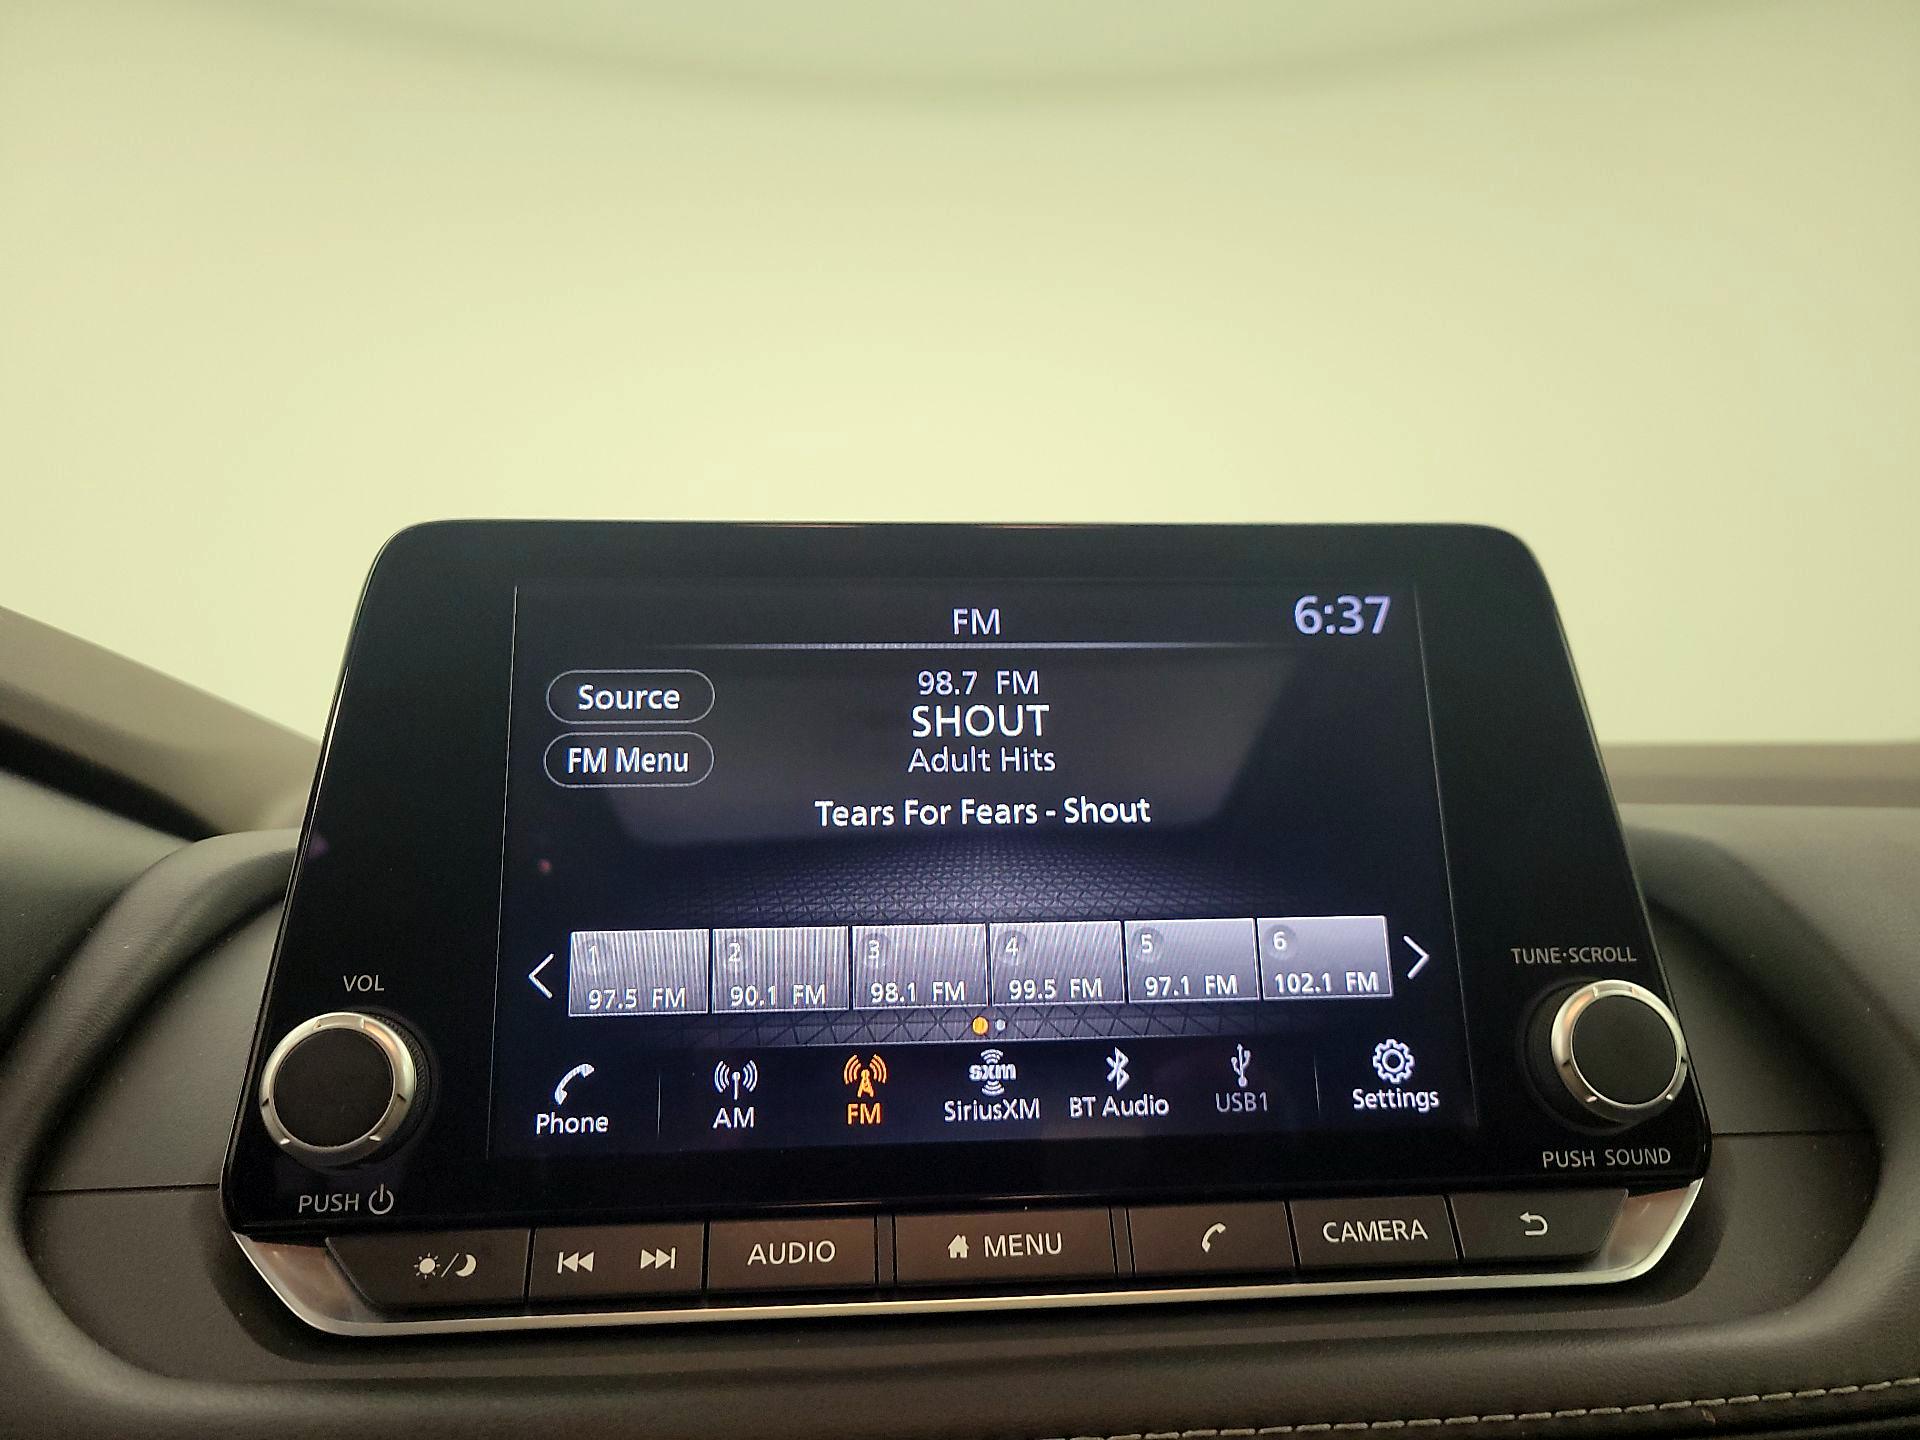 FM
6:37
Source
98.7 FM
SHOUT
FM Menu
Adult Hits
Tears For Fears - Shout
1
97.5 FM
2
90.1 FM
3
98.1 FM
4
99.5 FM
5
97.1 FM
6
102.1 FM
Phone
AM
FM
sxm
SiriusXM
BT Audio
USB1
Settings
VOL
PUSH
TUNE·SCROLL
PUSH SOUND
AUDIO
MENU
CAMERA